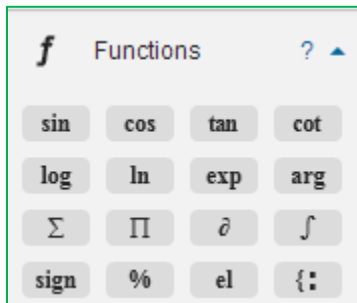 f Functions ?
sin cos tan cot
log ln exp arg
Σ Π ∂ ∫
sign % el {: